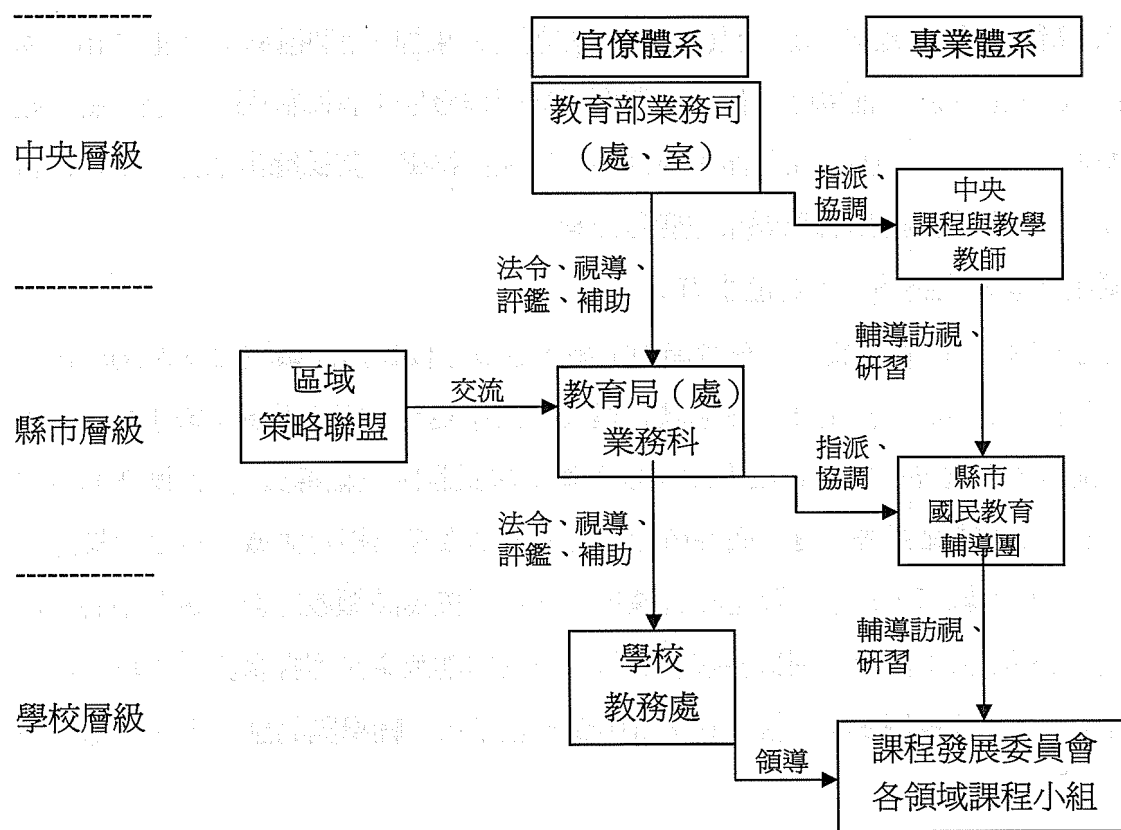 官僚體系
專業體系
中央層級
教育部業務司
（處、室）
指派、
協調
中央
課程與教學
教師
法令、視導、
評鑑、補助
輔導訪視、
研習
縣市層級
區域
策略聯盟
交流
教育局（處）
業務科
指派、
協調
縣市
國民教育
輔導團
法令、視導、
評鑑、補助
輔導訪視、
研習
學校層級
學校
教務處
領導
課程發展委員會
各領域課程小組